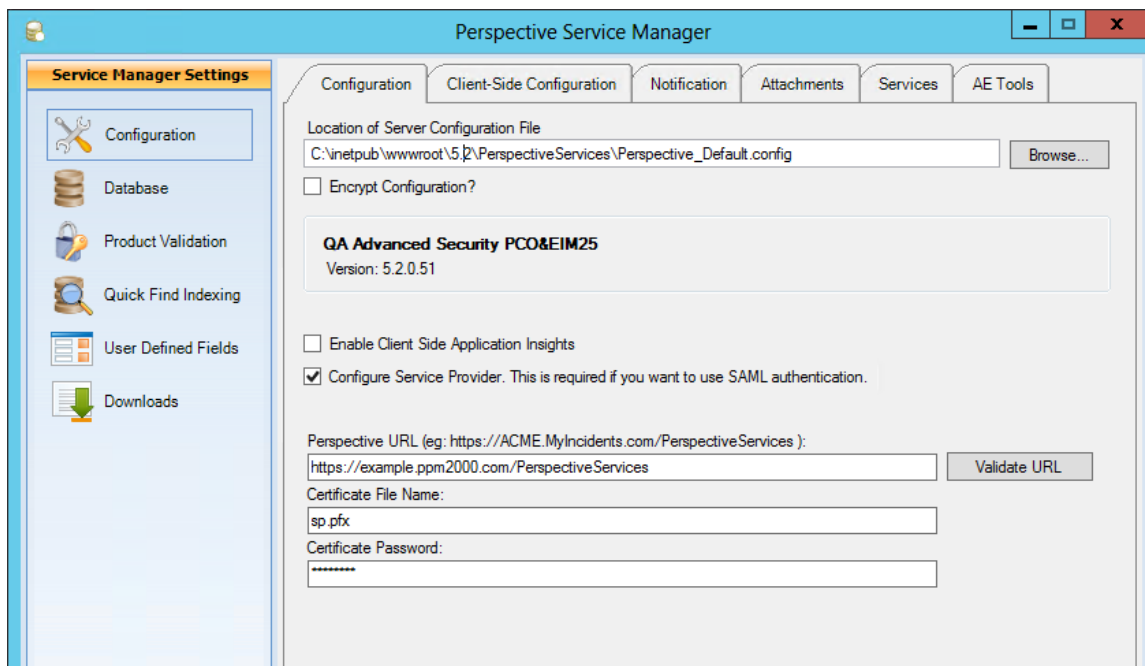 Perspective Service Manager
Service Manager Settings
Configuration
Database
Product Validation
Quick Find Indexing
User Defined Fields
Downloads
Configuration Client-Side Configuration Notification Attachments Services AE Tools
Location of Server Configuration File
C:\inetpub\wwwroot\5.2\PerspectiveServices\Perspective_Default.config Browse...
Encrypt Configuration?
QA Advanced Security PCO&EIM25
Version: 5.2.0.51
Enable Client Side Application Insights
Configure Service Provider. This is required if you want to use SAML authentication.
Perspective URL (eg: https://ACME.MyIncidents.com/PerspectiveServices ):
https://example.ppm2000.com/PerspectiveServices Validate URL
Certificate File Name:
sp.pfx
Certificate Password:
********